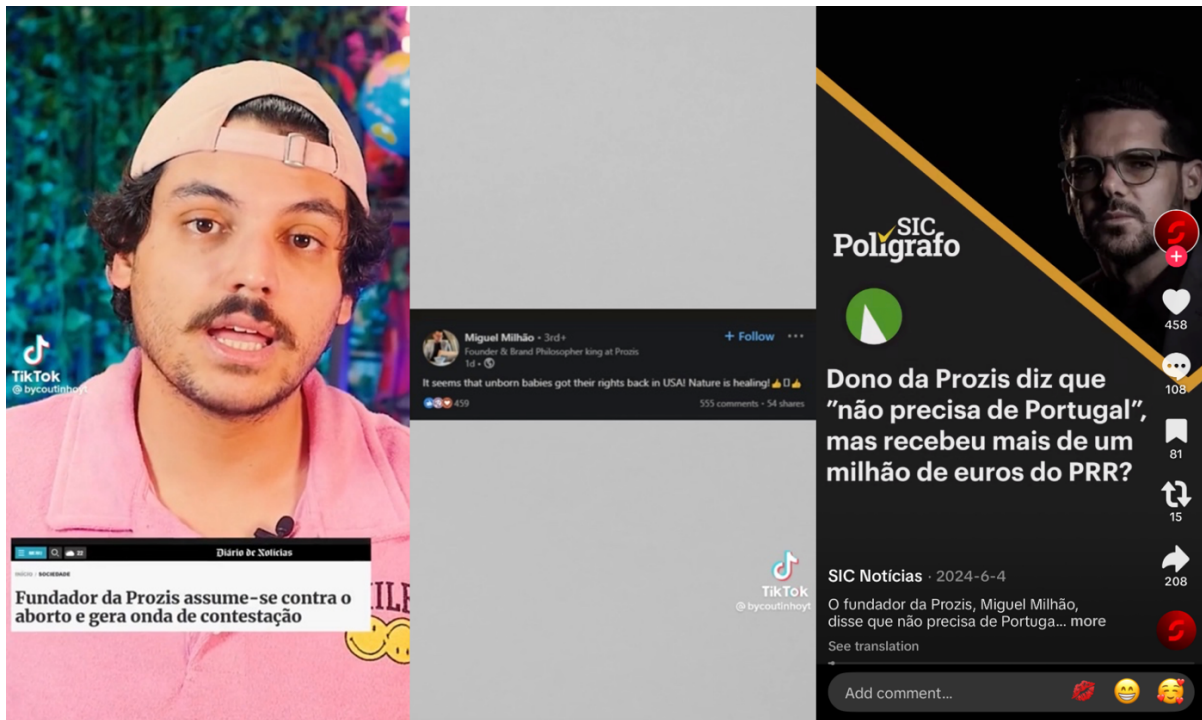 TikTok
@ bycoutinhoyt
MENU
22
Diário de Notícias
INÍCIO / SOCIEDADE
Fundador da Prozis assume-se contra o
aborto e gera onda de contestação
Miguel Milhão • 3rd+
+ Follow
Founder & Brand Philosopher king at Prozis
1d •
It seems that unborn babies got their rights back in USA! Nature is healing!👍▯👍
459
555 comments • 54 shares
TikTok
@ bycoutinhoyt
SIC
Polígrafo
Dono da Prozis diz que
"não precisa de Portugal",
mas recebeu mais de um
milhão de euros do PRR?
458
108
81
15
208
SIC Notícias · 2024-6-4
O fundador da Prozis, Miguel Milhão,
disse que não precisa de Portuga... more
See translation
Add comment...